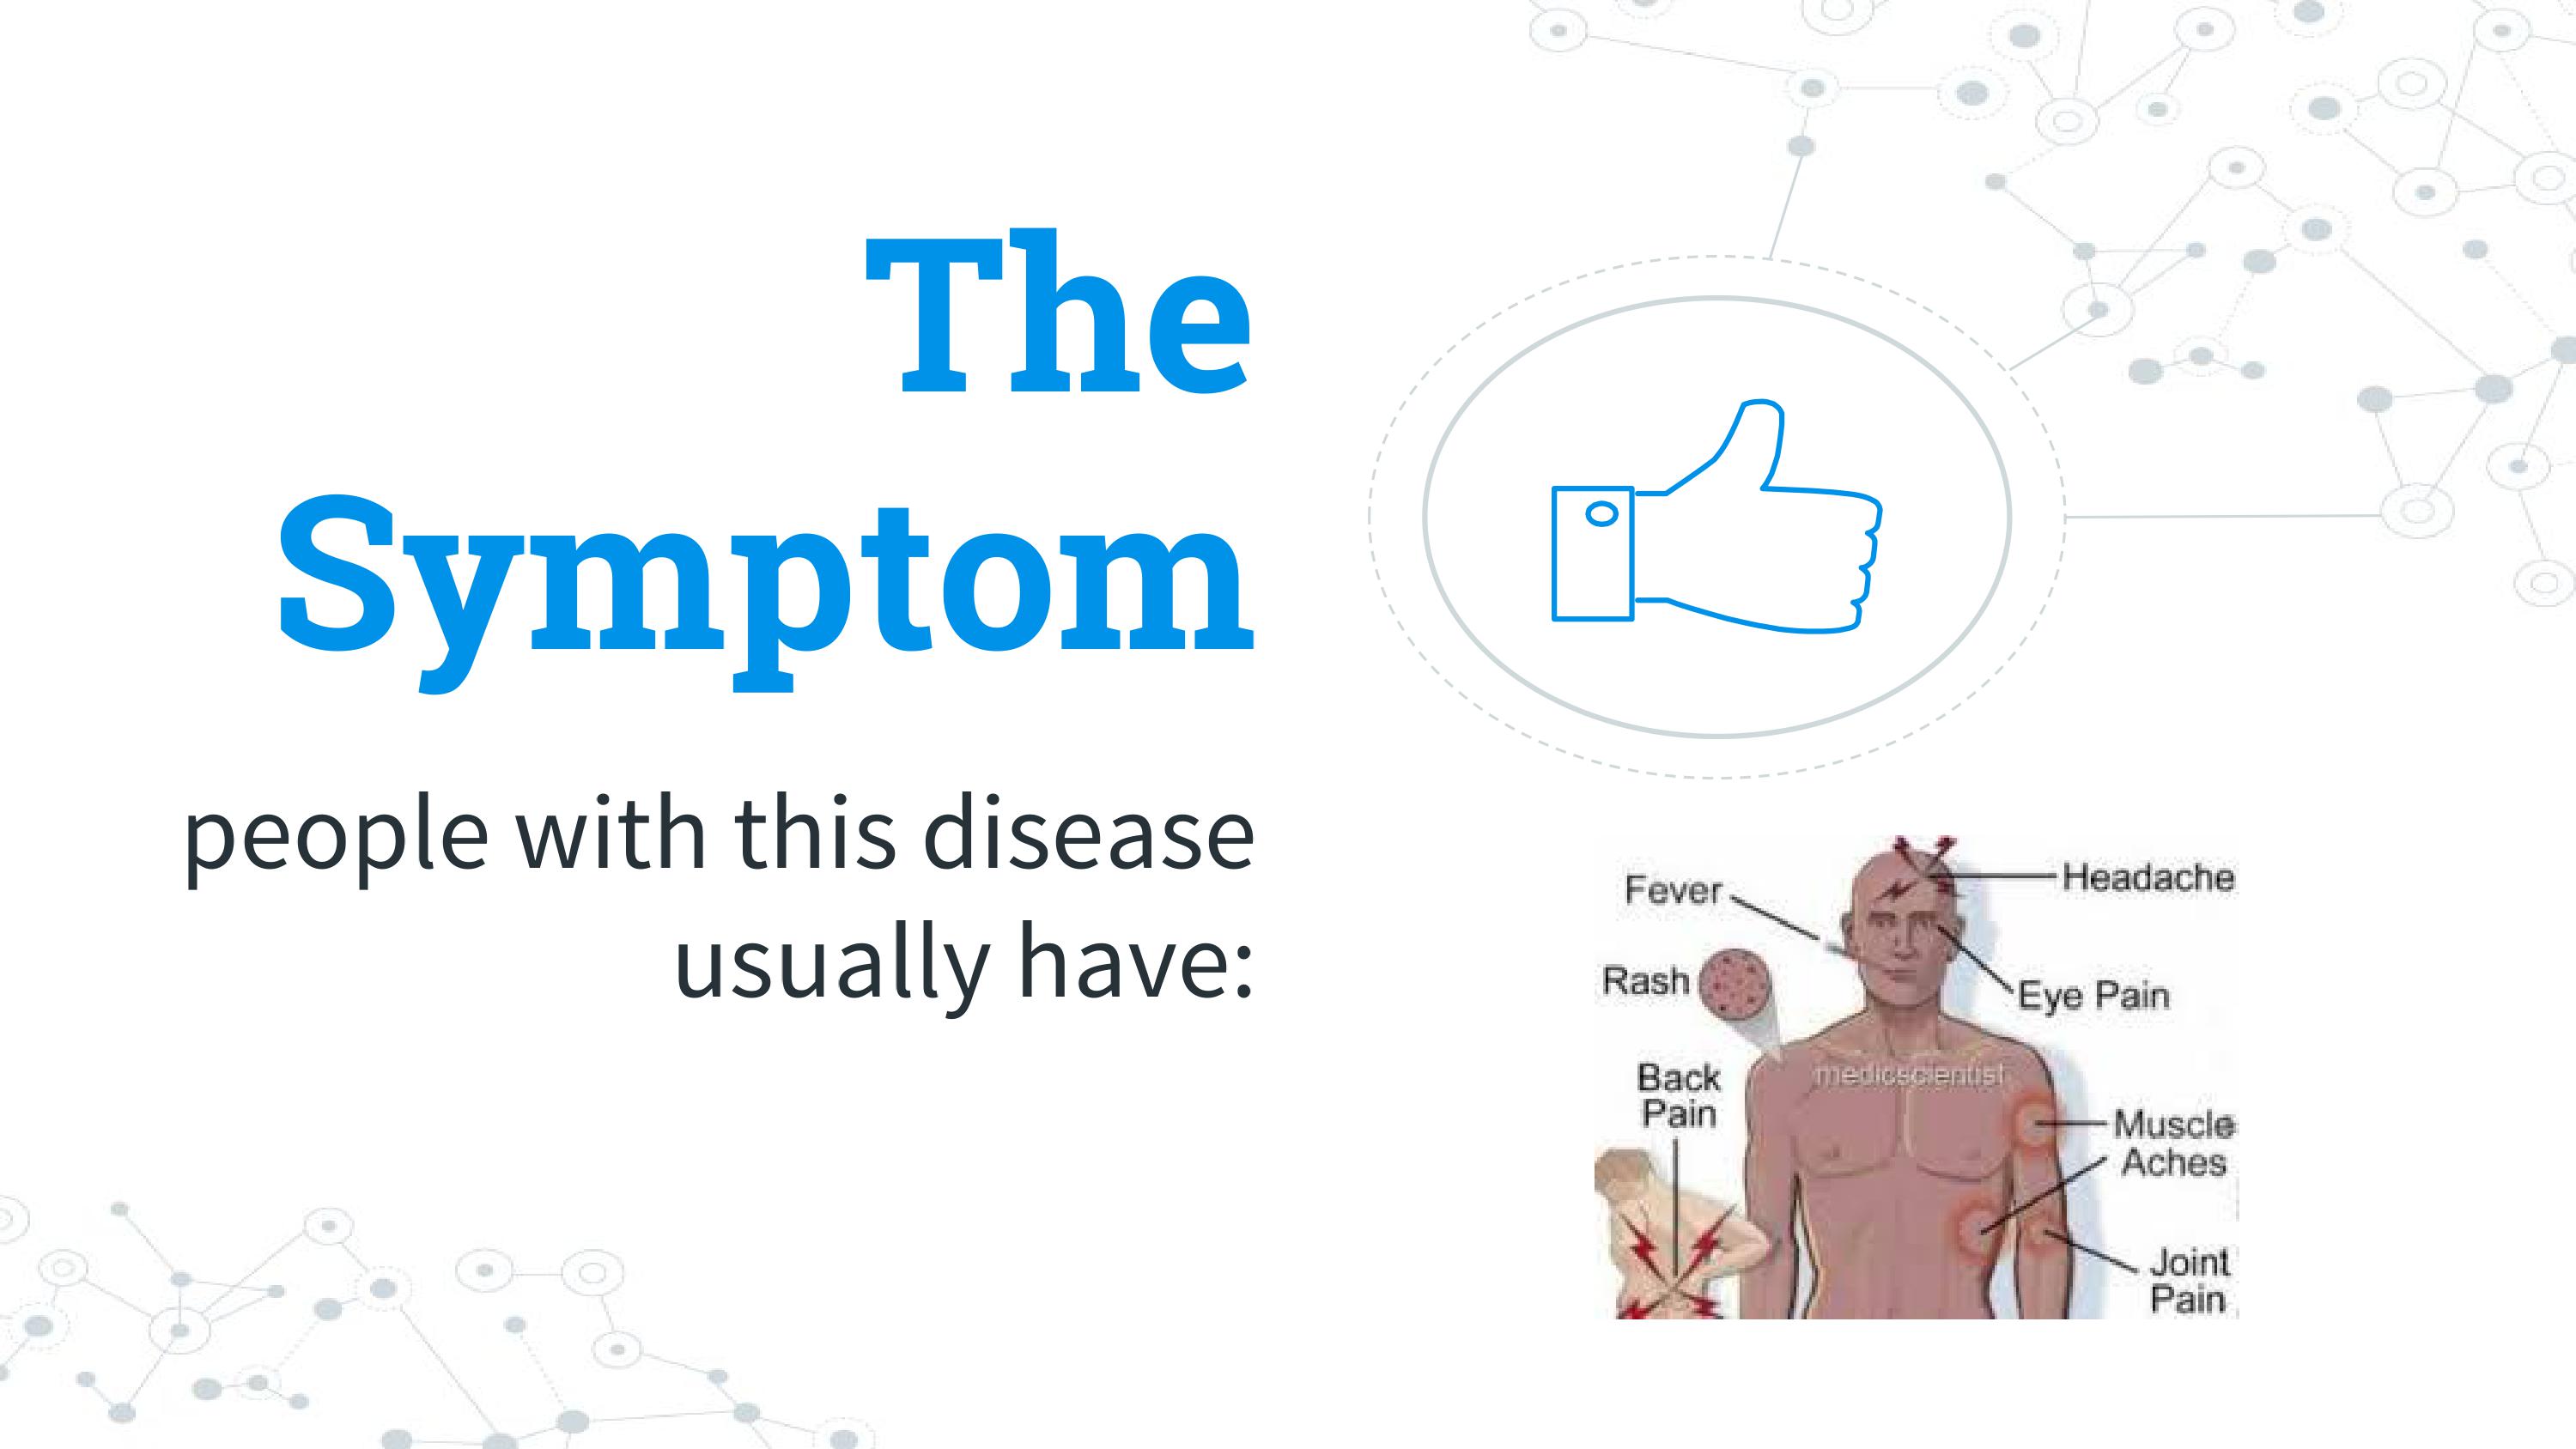 The
Symptom
people with this disease
usually have:
Fever
Headache
Rash
Eye Pain
Back
Pain
medicscientist
Muscle
Aches
Joint
Pain